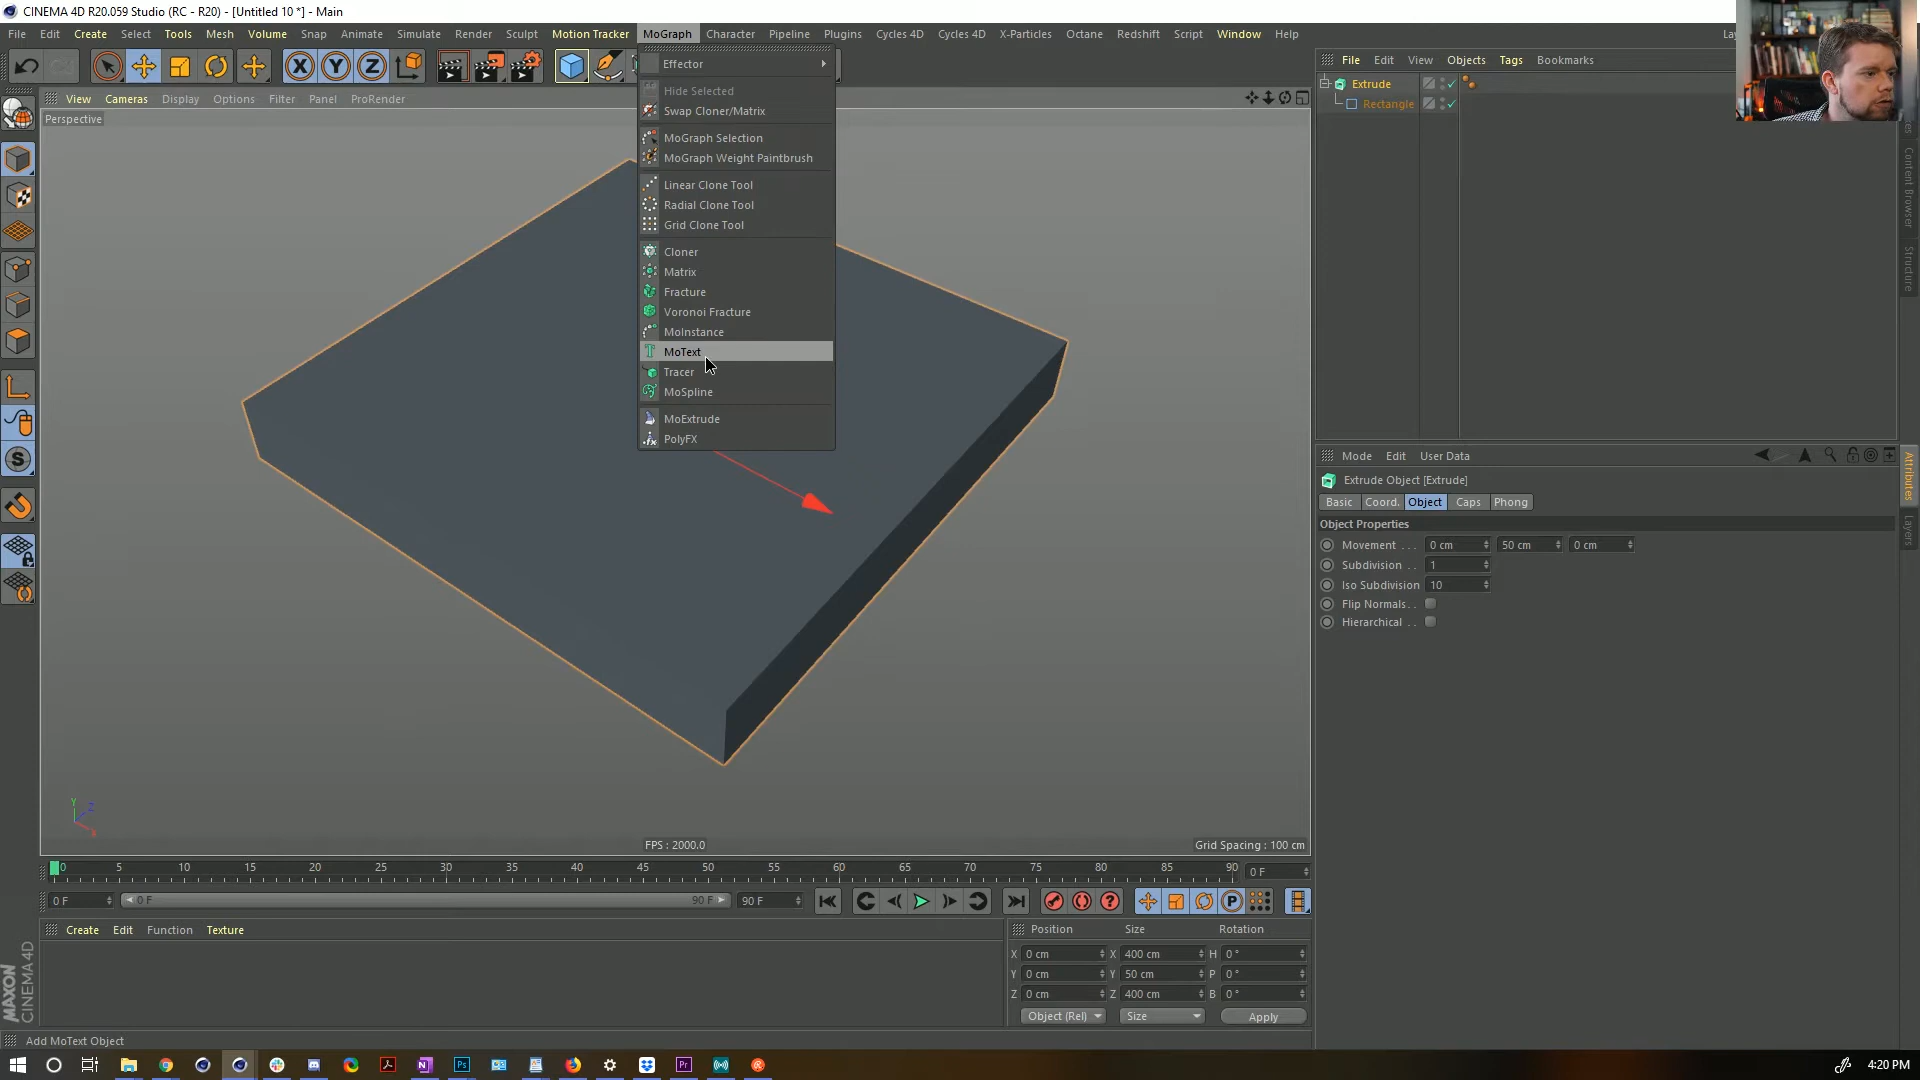 CINEMA 4D R20.059 Studio (RC - R20) - [Untitled 10 *] - Main
File Edit Create Select Tools Mesh Volume Snap Animate Simulate Render Sculpt Motion Tracker MoGraph Character Pipeline Plugins Cycles 4D Cycles 4D X-Particles Octane Redshift Script Window Help
View Cameras Display Options Filter Panel ProRender
Perspective
Effector
Hide Selected
Swap Cloner/Matrix
MoGraph Selection
MoGraph Weight Paintbrush
Linear Clone Tool
Radial Clone Tool
Grid Clone Tool
Cloner
Matrix
Fracture
Voronoi Fracture
MoInstance
MoText
Tracer
MoSpline
MoExtrude
PolyFX
File Edit View Objects Tags Bookmarks
Extrude
Rectangle
Content Browser
Structure
Mode Edit User Data
Attributes
Layers
Extrude Object [Extrude]
Basic Coord. Object Caps Phong
Object Properties
Movement . . . 0 cm 50 cm 0 cm
Subdivision . . 1
Iso Subdivision 10
Flip Normals. .
Hierarchical . .
FPS : 2000.0
Grid Spacing : 100 cm
0 5 10 15 20 25 30 35 40 45 50 55 60 65 70 75 80 85 90 0 F
0 F 0 F 90 F 90 F
Create Edit Function Texture
Position Size Rotation
X 0 cm X 400 cm H 0 °
Y 0 cm Y 50 cm P 0 °
Z 0 cm Z 400 cm B 0 °
Object (Rel) Size Apply
MAXON
CINEMA 4D
Add MoText Object
4:20 PM